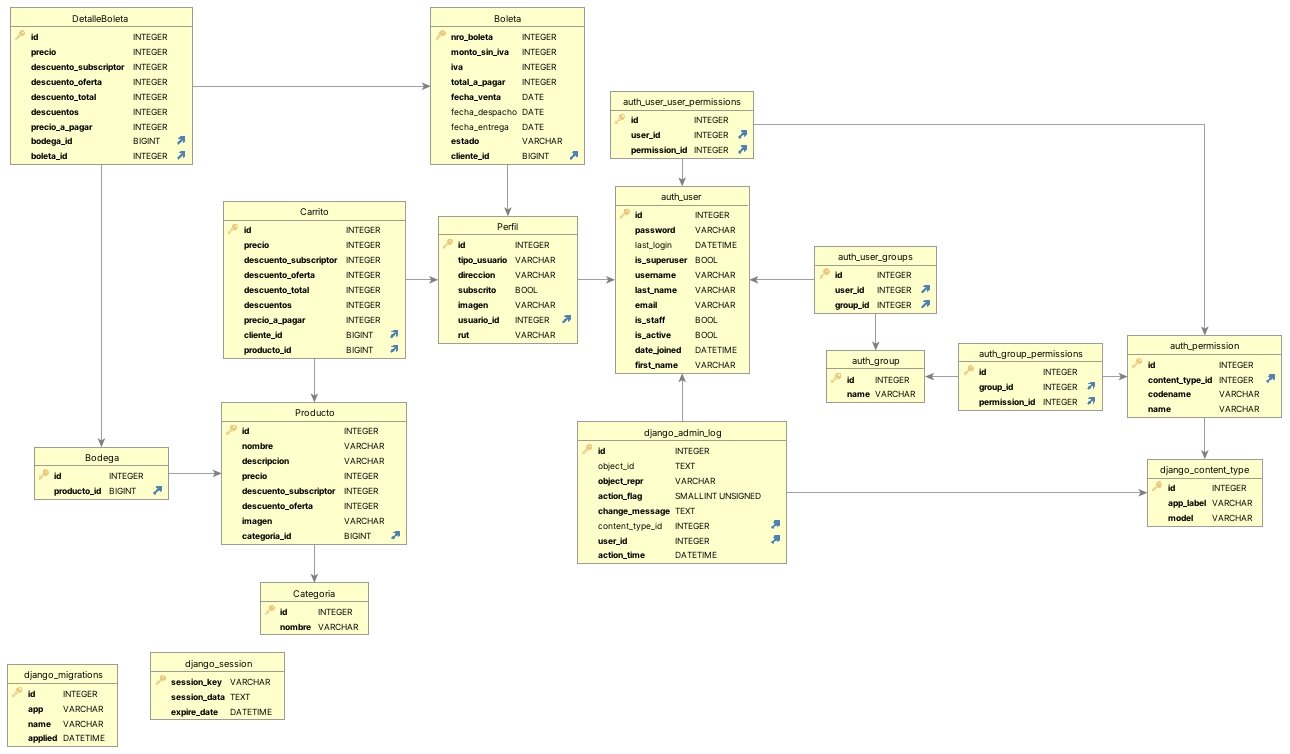 DetalleBoleta
id INTEGER
precio INTEGER
descuento_subscriptor INTEGER
descuento_oferta INTEGER
descuento_total INTEGER
descuentos INTEGER
precio_a_pagar INTEGER
bodega_id BIGINT
boleta_id INTEGER
Boleta
nro_boleta INTEGER
monto_sin_iva INTEGER
iva INTEGER
total_a_pagar INTEGER
fecha_venta DATE
fecha_despacho DATE
fecha_entrega DATE
estado VARCHAR
cliente_id BIGINT
auth_user_user_permissions
id INTEGER
user_id INTEGER
permission_id INTEGER
auth_user
id INTEGER
password VARCHAR
last_login DATETIME
is_superuser BOOL
username VARCHAR
last_name VARCHAR
email VARCHAR
is_staff BOOL
is_active BOOL
date_joined DATETIME
first_name VARCHAR
Carrito
id INTEGER
precio INTEGER
descuento_subscriptor INTEGER
descuento_oferta INTEGER
descuento_total INTEGER
descuentos INTEGER
precio_a_pagar INTEGER
cliente_id BIGINT
producto_id BIGINT
Perfil
id INTEGER
tipo_usuario VARCHAR
direccion VARCHAR
subscrito BOOL
imagen VARCHAR
usuario_id INTEGER
rut VARCHAR
auth_user_groups
id INTEGER
user_id INTEGER
group_id INTEGER
auth_group
id INTEGER
name VARCHAR
auth_group_permissions
id INTEGER
group_id INTEGER
permission_id INTEGER
auth_permission
id INTEGER
content_type_id INTEGER
codename VARCHAR
name VARCHAR
Producto
id INTEGER
nombre VARCHAR
descripcion VARCHAR
precio INTEGER
descuento_subscriptor INTEGER
descuento_oferta INTEGER
imagen VARCHAR
categoria_id BIGINT
Bodega
id INTEGER
producto_id BIGINT
django_admin_log
id INTEGER
object_id TEXT
object_repr VARCHAR
action_flag SMALLINT UNSIGNED
change_message TEXT
content_type_id INTEGER
user_id INTEGER
action_time DATETIME
django_content_type
id INTEGER
app_label VARCHAR
model VARCHAR
Categoria
id INTEGER
nombre VARCHAR
django_migrations
id INTEGER
app VARCHAR
name VARCHAR
applied DATETIME
django_session
session_key VARCHAR
session_data TEXT
expire_date DATETIME